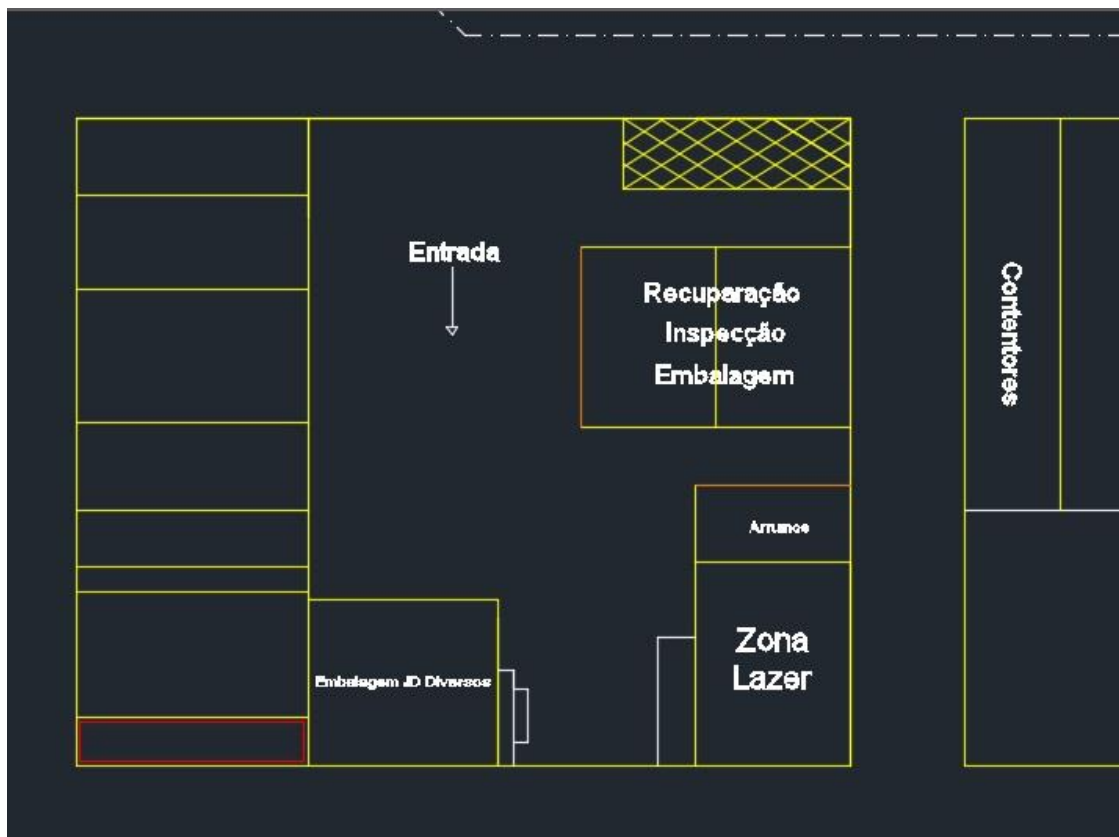 Entrada
Recuperação
Inspecção
Embalagem
Contentores
Arrumos
Zona
Lazer
Embalagem JD Diversos